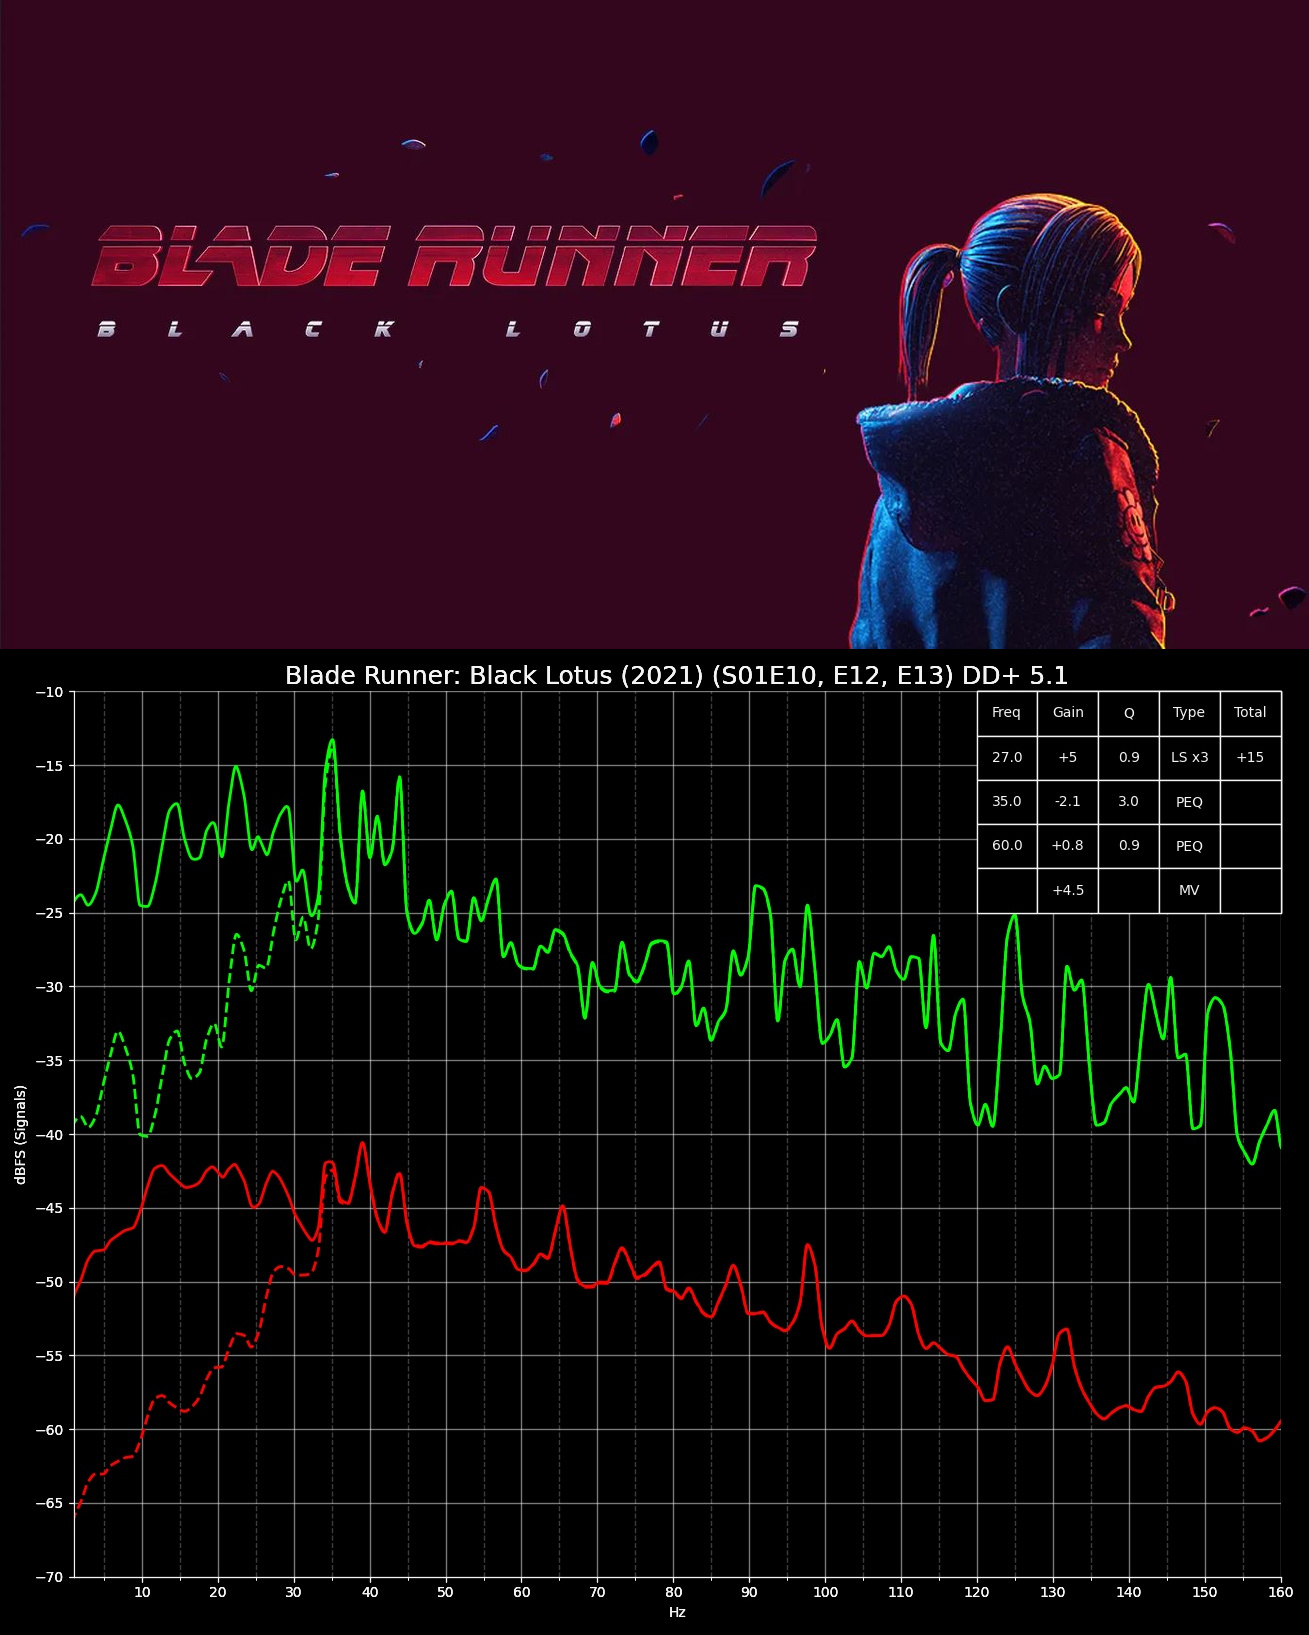 BLADE RUNNER
BLACK LOTUS
Blade Runner: Black Lotus (2021) (S01E10, E12, E13) DD+ 5.1
Freq Gain Q Type Total
27.0 +5 0.9 LS x3 +15
35.0 -2.1 3.0 PEQ
60.0 +0.8 0.9 PEQ
+4.5 MV
−10
−15
−20
−25
−30
−35
−40
−45
−50
−55
−60
−65
−70
dBFS (Signals)
10 20 30 40 50 60 70 80 90 100 110 120 130 140 150 160
Hz